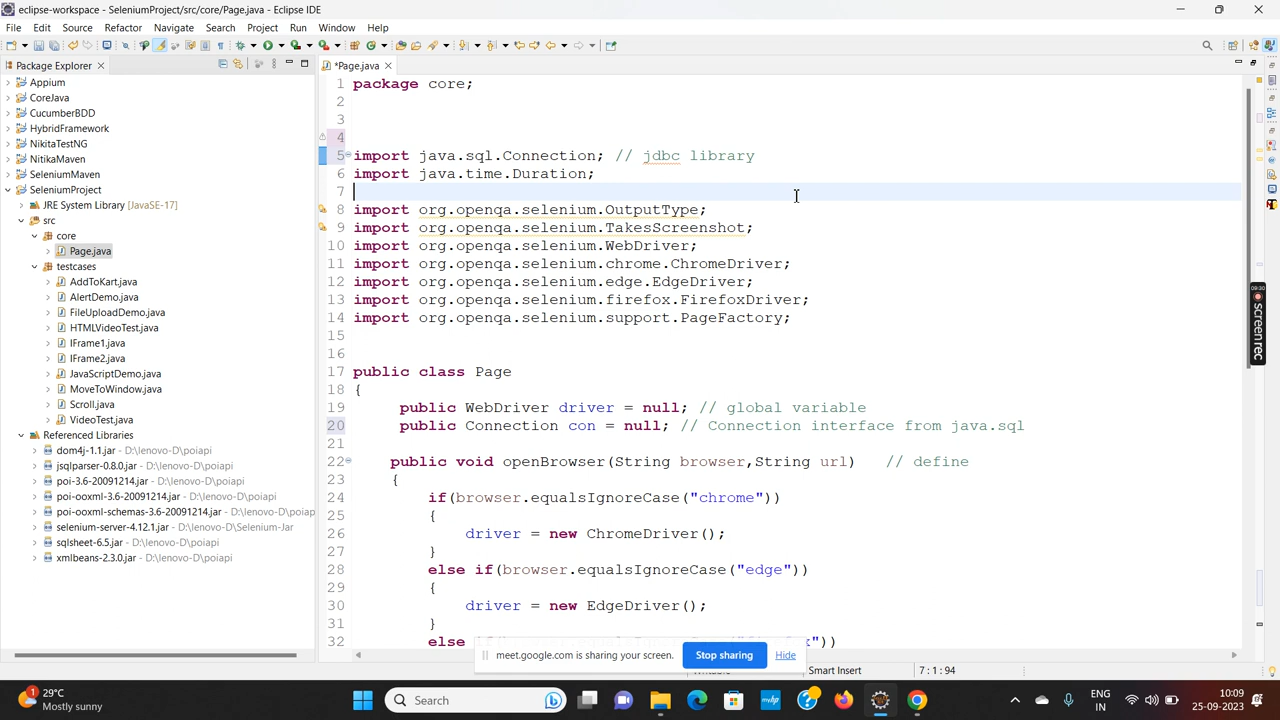 eclipse-workspace - SeleniumProject/src/core/Page.java - Eclipse IDE
File Edit Source Refactor Navigate Search Project Run Window Help
Package Explorer
Appium
CoreJava
CucumberBDD
HybridFramework
NikitaTestNG
NitikaMaven
SeleniumMaven
SeleniumProject
JRE System Library [JavaSE-17]
src
core
Page.java
testcases
AddToKart.java
AlertDemo.java
FileUploadDemo.java
HTMLVideoTest.java
IFrame1.java
IFrame2.java
JavaScriptDemo.java
MoveToWindow.java
Scroll.java
VideoTest.java
Referenced Libraries
dom4j-1.1.jar - D:\lenovo-D\poiapi
jsqlparser-0.8.0.jar - D:\lenovo-D\poiapi
poi-3.6-20091214.jar - D:\lenovo-D\poiapi
poi-ooxml-3.6-20091214.jar - D:\lenovo-D\poiapi
poi-ooxml-schemas-3.6-20091214.jar - D:\lenovo-D\poiap
selenium-server-4.12.1.jar - D:\lenovo-D\Selenium-Jar
sqlsheet-6.5.jar - D:\lenovo-D\poiapi
xmlbeans-2.3.0.jar - D:\lenovo-D\poiapi
*Page.java
1 package core;
2
3
4
5 import java.sql.Connection; // jdbc library
6 import java.time.Duration;
7
8 import org.openqa.selenium.OutputType;
9 import org.openqa.selenium.TakesScreenshot;
10 import org.openqa.selenium.WebDriver;
11 import org.openqa.selenium.chrome.ChromeDriver;
12 import org.openqa.selenium.edge.EdgeDriver;
13 import org.openqa.selenium.firefox.FirefoxDriver;
14 import org.openqa.selenium.support.PageFactory;
15
16
17 public class Page
18 {
19 public WebDriver driver = null; // global variable
20 public Connection con = null; // Connection interface from java.sql
21
22 public void openBrowser(String browser,String url) // define
23 {
24 if(browser.equalsIgnoreCase("chrome"))
25 {
26 driver = new ChromeDriver();
27 }
28 else if(browser.equalsIgnoreCase("edge"))
29 {
30 driver = new EdgeDriver();
31 }
32 else
meet.google.com is sharing your screen. Stop sharing Hide
Smart Insert 7 : 1 : 94
09:30
screenrec
29°C
Mostly sunny
Search
ENG
IN
10:09
25-09-2023